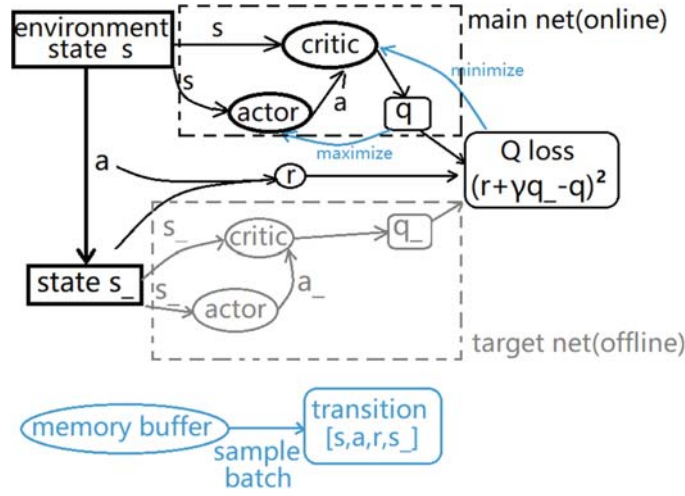 environment
state s
s
critic
main net(online)
s
actor
a
minimize
q
maximize
a
r
Q loss
(r+γq_-q)²
s_
critic
q_
state s_
s_
actor
a_
target net(offline)
memory buffer
sample
batch
transition
[s,a,r,s_]